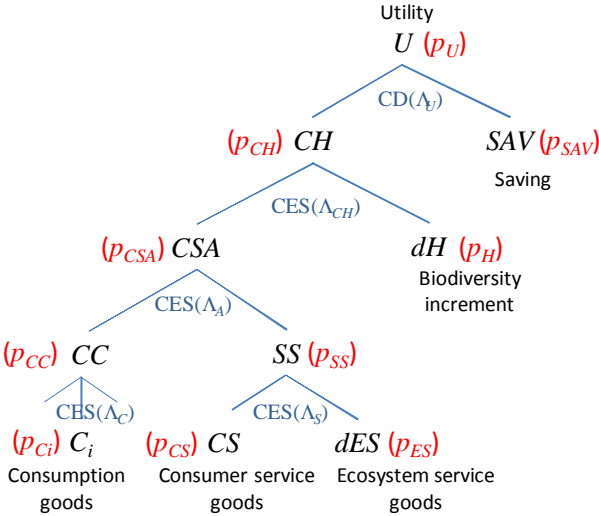 Utility
U (p_U)
CD(Λ_U)
(p_CH) CH
SAV (p_SAV)
Saving
CES(Λ_CH)
(p_CSA) CSA
dH (p_H)
Biodiversity
increment
CES(Λ_A)
(p_CC) CC
SS (p_SS)
CES(Λ_C)
CES(Λ_S)
(p_Ci) C_i
(p_CS) CS
dES (p_ES)
Consumption
goods
Consumer service
goods
Ecosystem service
goods